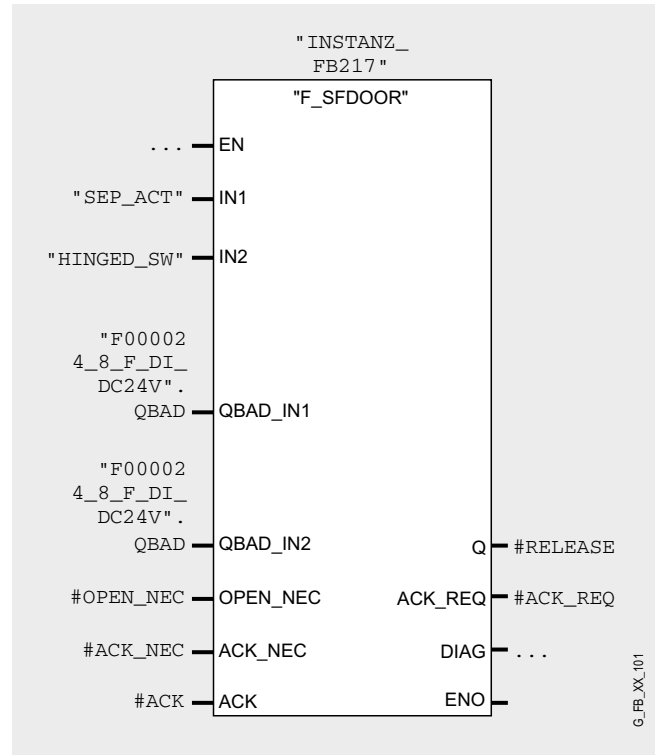 "INSTANZ_
FB217"
"F_SFDOOR"
... EN
"SEP_ACT" IN1
"HINGED_SW" IN2
"F00002
4_8_F_DI_
DC24V".
QBAD QBAD_IN1
"F00002
4_8_F_DI_
DC24V".
QBAD QBAD_IN2 Q #RELEASE
#OPEN_NEC OPEN_NEC ACK_REQ #ACK_REQ
#ACK_NEC ACK_NEC DIAG ...
#ACK ACK ENO
G_FB_XX_101